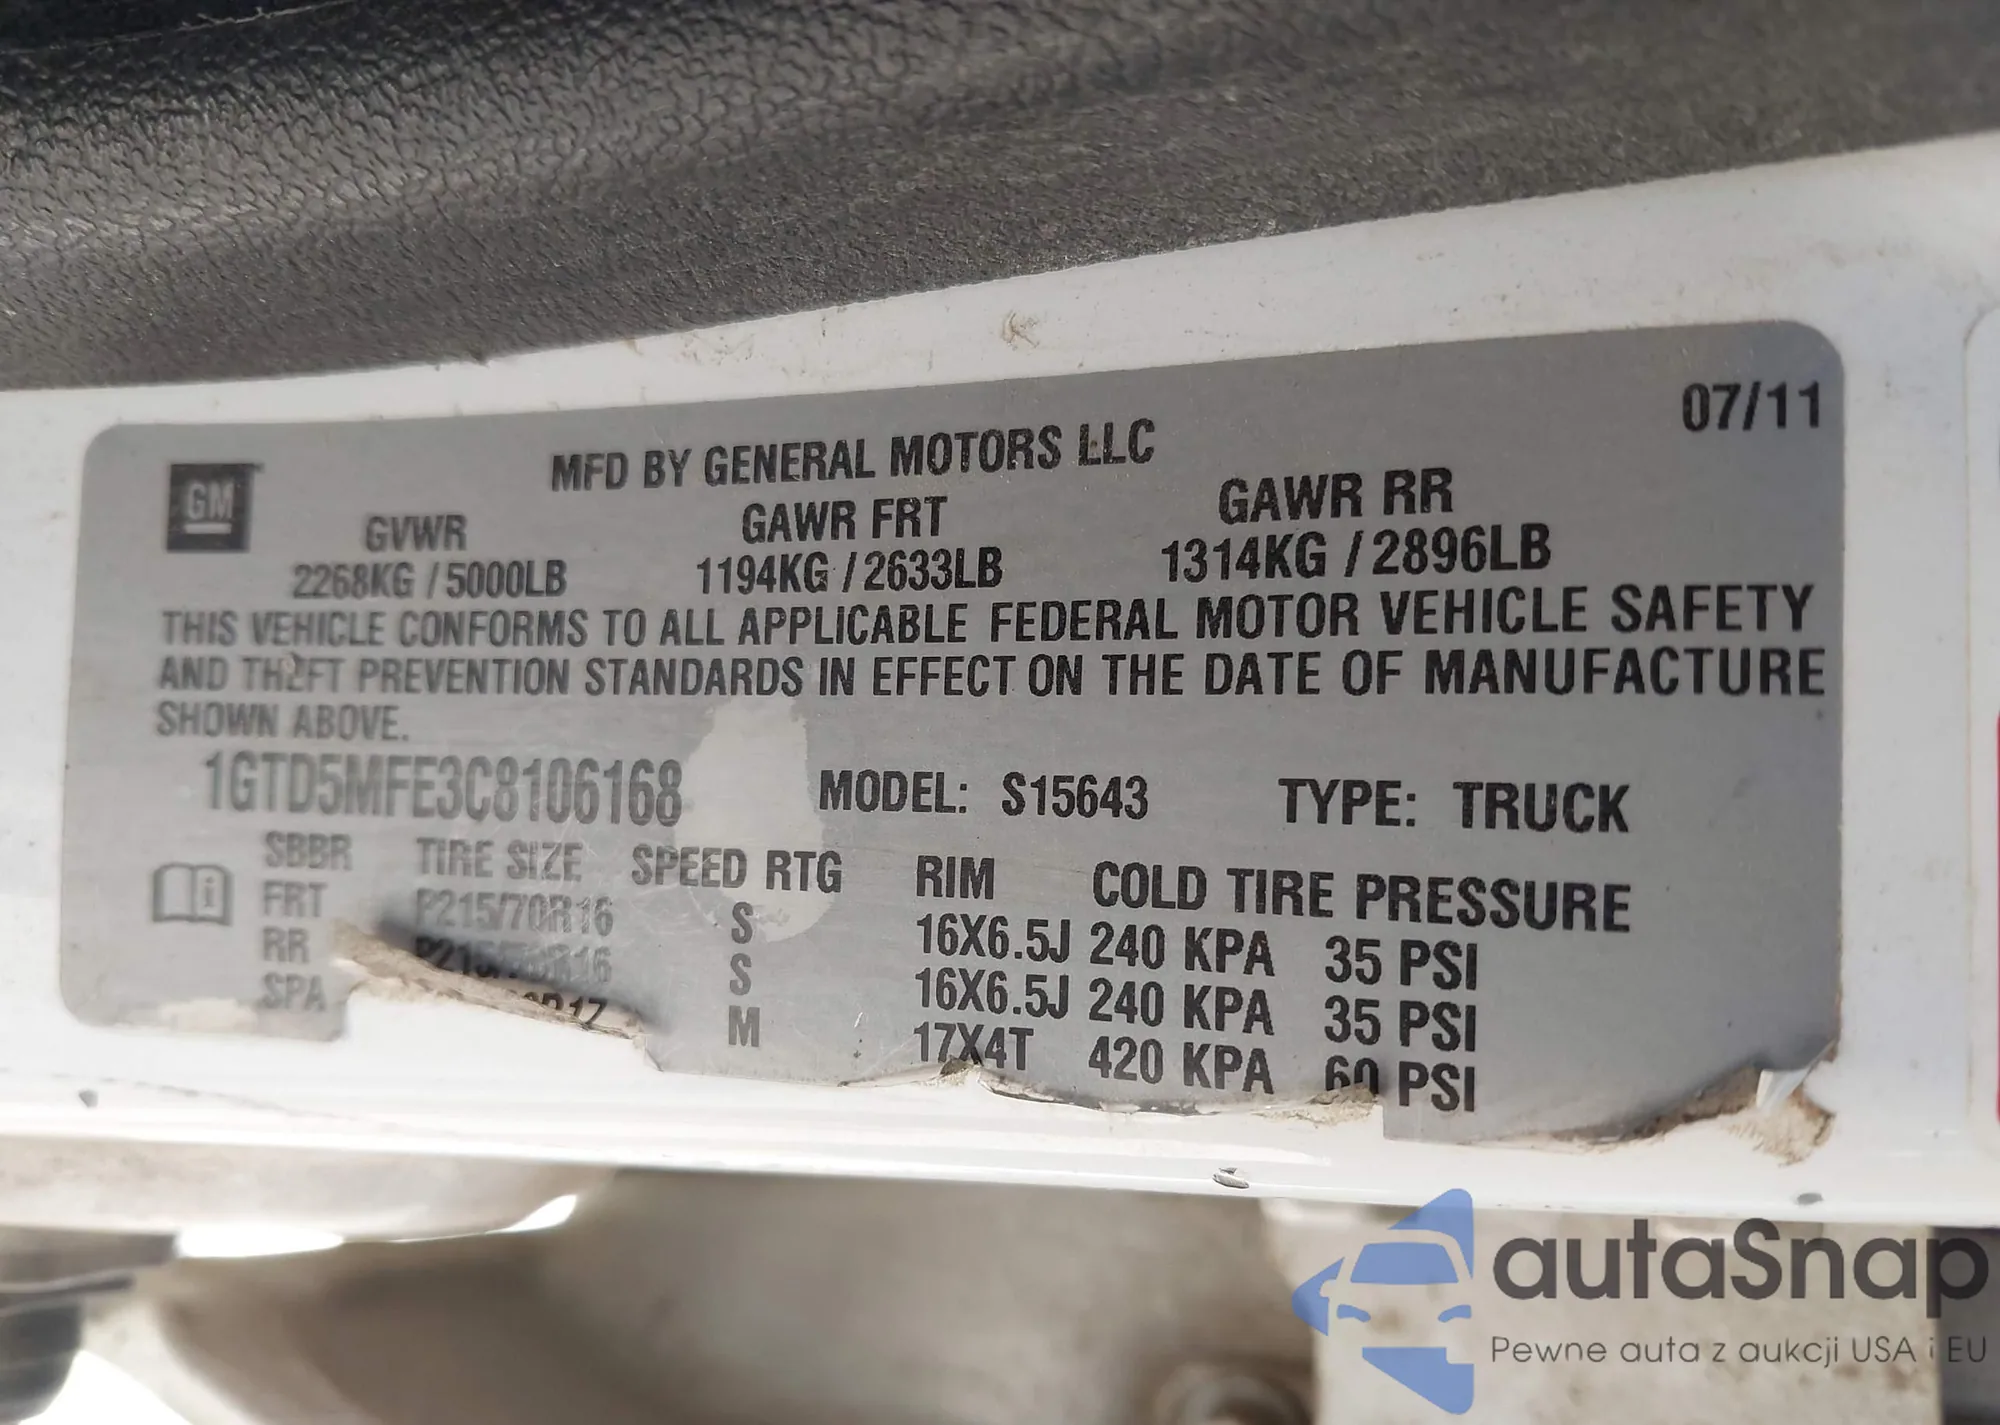 07/11
MFD BY GENERAL MOTORS LLC
GM
GVWR GAWR FRT GAWR RR
2268KG / 5000LB 1194KG / 2633LB 1314KG / 2896LB
THIS VEHICLE CONFORMS TO ALL APPLICABLE FEDERAL MOTOR VEHICLE SAFETY
AND THEFT PREVENTION STANDARDS IN EFFECT ON THE DATE OF MANUFACTURE
SHOWN ABOVE.
1GTD5MFE3C8106168 MODEL: S15643 TYPE: TRUCK
SBBR TIRE SIZE SPEED RTG RIM COLD TIRE PRESSURE
FRT P215/70R16 S 16X6.5J 240 KPA 35 PSI
RR P215/70R16 S 16X6.5J 240 KPA 35 PSI
SPA M 17X4T 420 KPA 60 PSI
autaSnap
Pewne auta z aukcji USA i EU